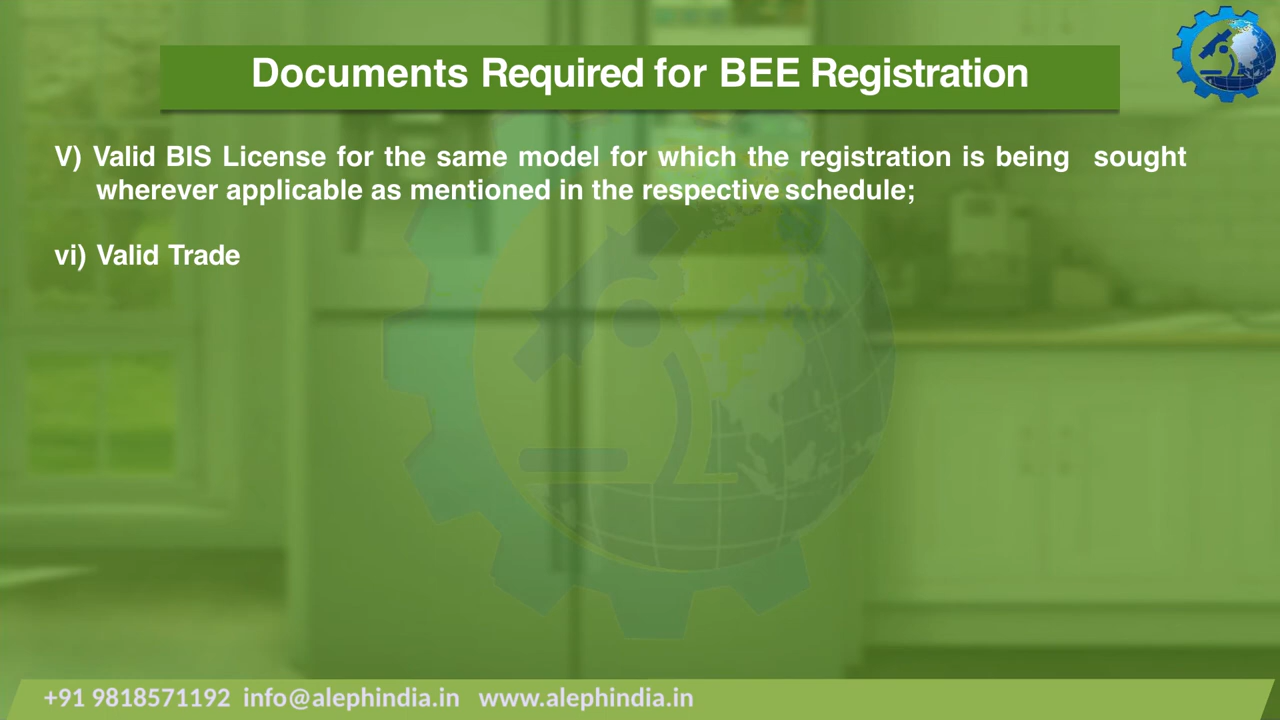 Documents Required for BEE Registration
V) Valid BIS License for the same model for which the registration is being sought
wherever applicable as mentioned in the respective schedule;
vi) Valid Trade
+91 9818571192 info@alephindia.in www.alephindia.in